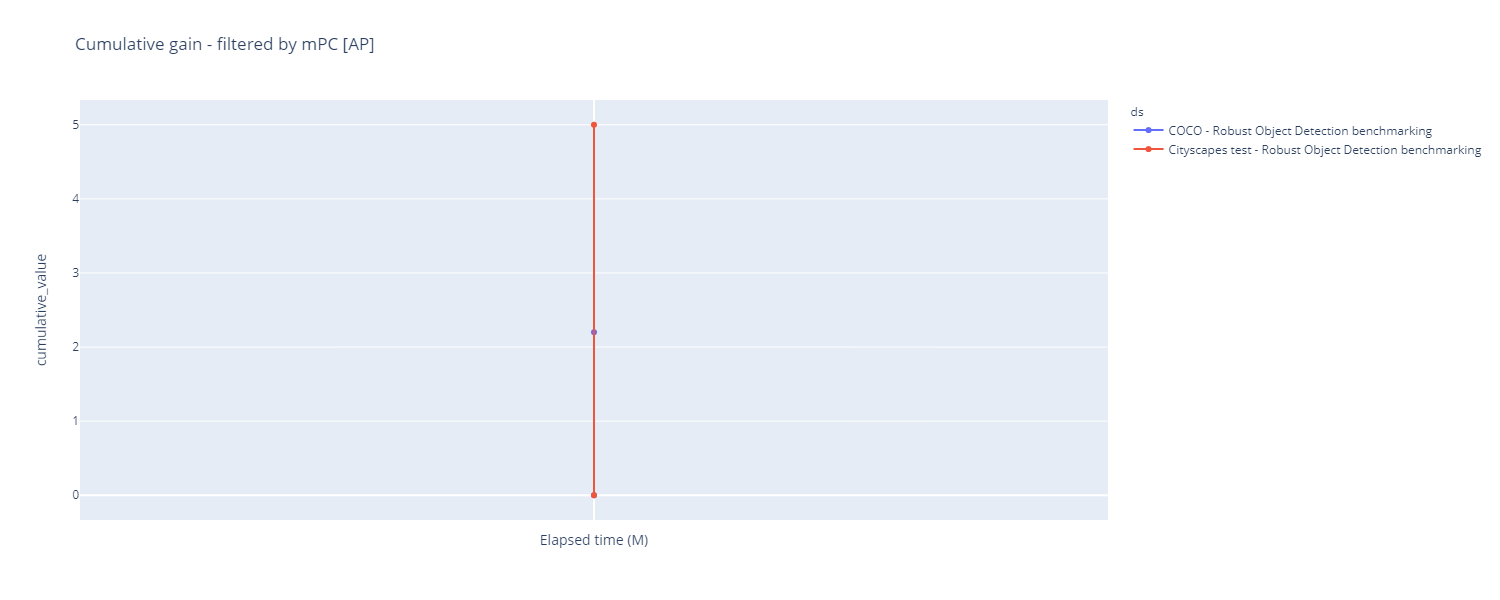 Cumulative gain - filtered by mPC [AP]
ds
COCO - Robust Object Detection benchmarking
Cityscapes test - Robust Object Detection benchmarking
5
4
3
2
1
0
cumulative_value
Elapsed time (M)